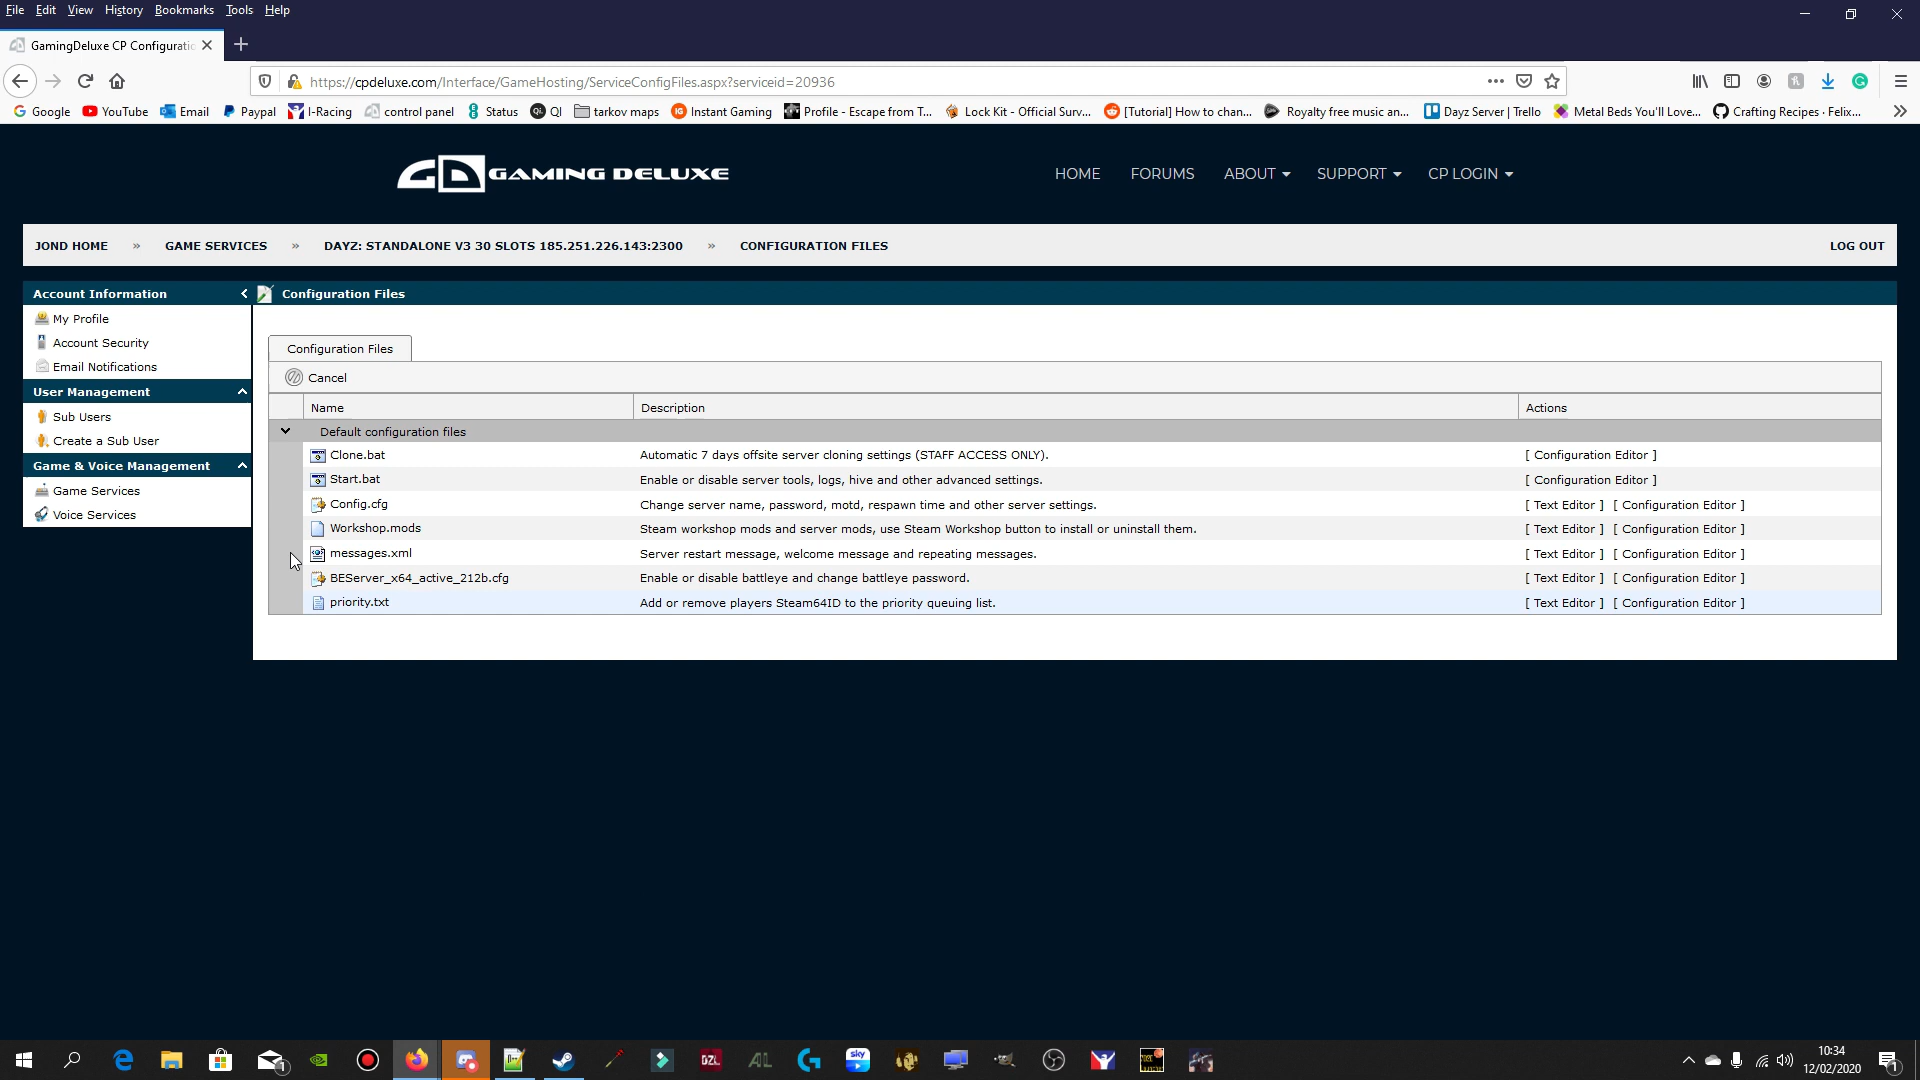 File Edit View History Bookmarks Tools Help
GamingDeluxe CP Configuratio
https://cpdeluxe.com/Interface/GameHosting/ServiceConfigFiles.aspx?serviceid=20936
Google YouTube Email Paypal I-Racing control panel Status QI tarkov maps Instant Gaming Profile - Escape from T... Lock Kit - Official Surv... [Tutorial] How to chan... Royalty free music an... Dayz Server | Trello Metal Beds You'll Love... Crafting Recipes · Felix...
GD GAMING DELUXE
HOME FORUMS ABOUT SUPPORT CP LOGIN
JOND HOME » GAME SERVICES » DAYZ: STANDALONE V3 30 SLOTS 185.251.226.143:2300 » CONFIGURATION FILES LOG OUT
Account Information
My Profile
Account Security
Email Notifications
User Management
Sub Users
Create a Sub User
Game & Voice Management
Game Services
Voice Services
Configuration Files
Configuration Files
Cancel
Name Description Actions
Default configuration files
Clone.bat Automatic 7 days offsite server cloning settings (STAFF ACCESS ONLY). [ Configuration Editor ]
Start.bat Enable or disable server tools, logs, hive and other advanced settings. [ Configuration Editor ]
Config.cfg Change server name, password, motd, respawn time and other server settings. [ Text Editor ] [ Configuration Editor ]
Workshop.mods Steam workshop mods and server mods, use Steam Workshop button to install or uninstall them. [ Text Editor ] [ Configuration Editor ]
messages.xml Server restart message, welcome message and repeating messages. [ Text Editor ] [ Configuration Editor ]
BEServer_x64_active_212b.cfg Enable or disable battleye and change battleye password. [ Text Editor ] [ Configuration Editor ]
priority.txt Add or remove players Steam64ID to the priority queuing list. [ Text Editor ] [ Configuration Editor ]
1 DZL AL sky
10:34
12/02/2020
1